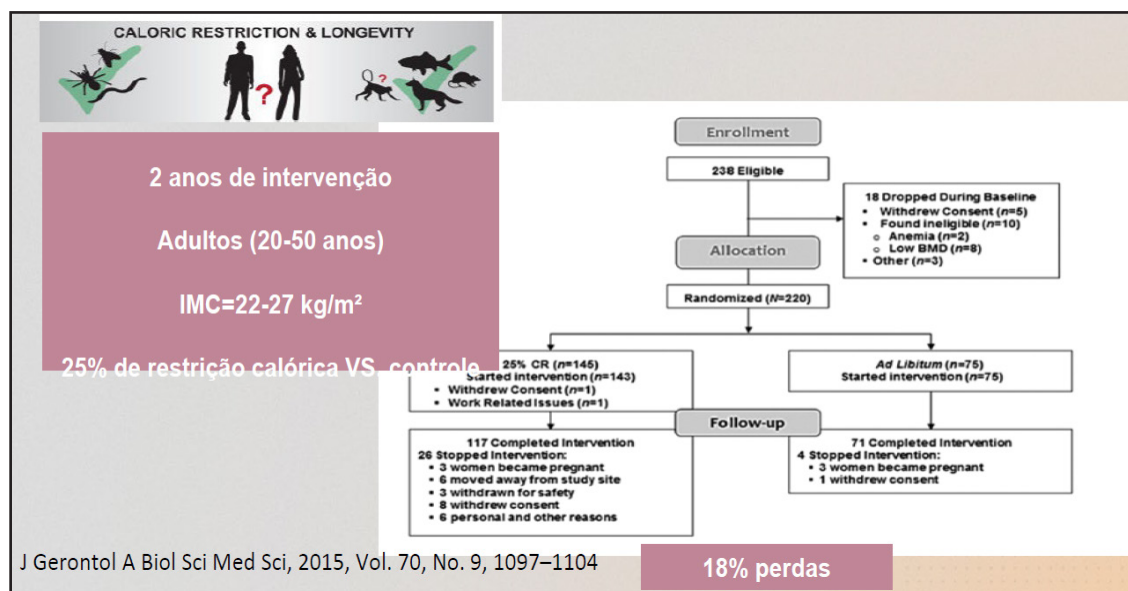 CALORIC RESTRICTION & LONGEVITY
?
?
2 anos de intervenção
Adultos (20-50 anos)
IMC=22-27 kg/m²
25% de restrição calórica VS. controle
Enrollment
238 Eligible
18 Dropped During Baseline
• Withdrew Consent (n=5)
• Found ineligible (n=10)
o Anemia (n=2)
o Low BMD (n=8)
• Other (n=3)
Allocation
Randomized (N=220)
25% CR (n=145)
Started intervention (n=143)
• Withdrew Consent (n=1)
• Work Related Issues (n=1)
Ad Libitum (n=75)
Started intervention (n=75)
Follow-up
117 Completed Intervention
26 Stopped Intervention:
• 3 women became pregnant
• 6 moved away from study site
• 3 withdrawn for safety
• 8 withdrew consent
• 6 personal and other reasons
71 Completed Intervention
4 Stopped Intervention:
• 3 women became pregnant
• 1 withdrew consent
J Gerontol A Biol Sci Med Sci, 2015, Vol. 70, No. 9, 1097–1104
18% perdas